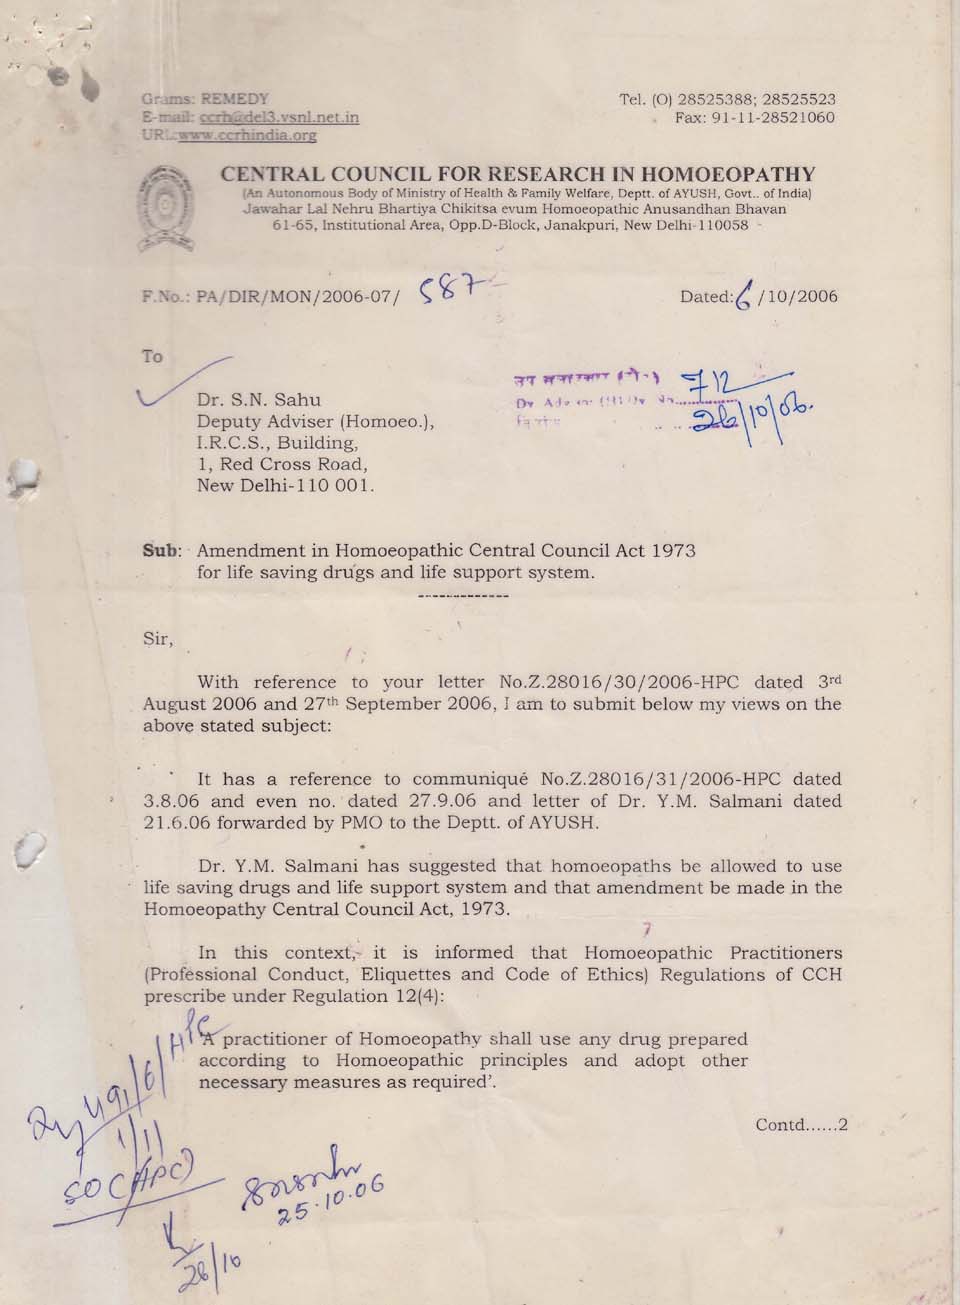 Grams: REMEDY
E-mail: ccrh@del3.vsnl.net.in
URL:www.ccrhindia.org
Tel. (O) 28525388; 28525523
Fax: 91-11-28521060
CENTRAL COUNCIL FOR RESEARCH IN HOMOEOPATHY
(An Autonomous Body of Ministry of Health & Family Welfare, Deptt. of AYUSH, Govt.. of India)
Jawahar Lal Nehru Bhartiya Chikitsa evum Homoeopathic Anusandhan Bhavan
61-65, Institutional Area, Opp.D-Block, Janakpuri, New Delhi-110058
F.No.: PA/DIR/MON/2006-07/ 587
Dated:6/10/2006
To
Dr. S.N. Sahu
Deputy Adviser (Homoeo.),
I.R.C.S., Building,
1, Red Cross Road,
New Delhi-110 001.
712
26/10/06.
Sub: Amendment in Homoeopathic Central Council Act 1973
for life saving drugs and life support system.
--------------
Sir,
With reference to your letter No.Z.28016/30/2006-HPC dated 3rd
August 2006 and 27th September 2006, I am to submit below my views on the
above stated subject:
It has a reference to communiqué No.Z.28016/31/2006-HPC dated
3.8.06 and even no. dated 27.9.06 and letter of Dr. Y.M. Salmani dated
21.6.06 forwarded by PMO to the Deptt. of AYUSH.
Dr. Y.M. Salmani has suggested that homoeopaths be allowed to use
life saving drugs and life support system and that amendment be made in the
Homoeopathy Central Council Act, 1973.
In this context, it is informed that Homoeopathic Practitioners
(Professional Conduct, Eliquettes and Code of Ethics) Regulations of CCH
prescribe under Regulation 12(4):
'A practitioner of Homoeopathy shall use any drug prepared
according to Homoeopathic principles and adopt other
necessary measures as required'.
Contd......2
SO(HPC)
25.10.06
26/10